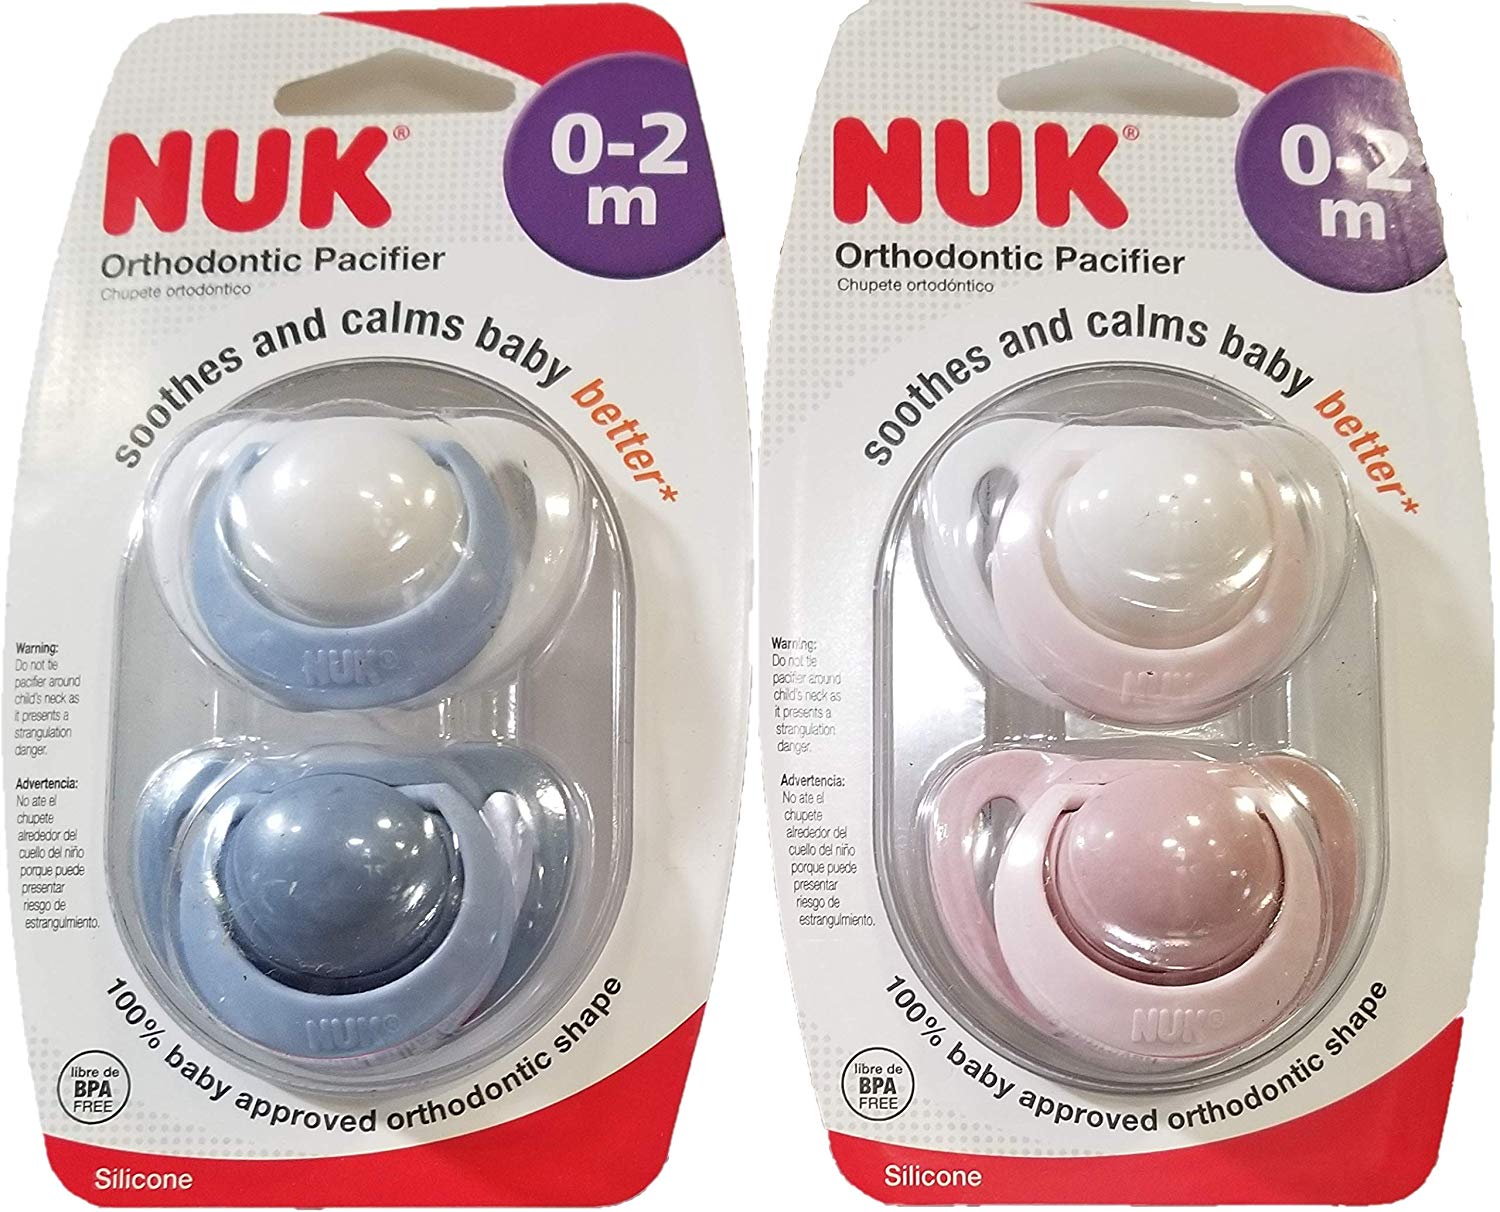 NUK®
0-2
m
Orthodontic Pacifier
Chupete ortodóntico
soothes and calms baby better*
NUK®
Warning:
Do not tie
pacifier around
child's neck as
it presents a
strangulation
danger.
Advertencia:
No ate el
chupete
alrededor del
cuello del niño
porque puede
presentar
riesgo de
estrangulmiento.
NUK®
100% baby approved orthodontic shape
libre de
BPA
FREE
Silicone
NUK®
0-2
m
Orthodontic Pacifier
Chupete ortodóntico
soothes and calms baby better*
NUK
Warning:
Do not tie
pacifier around
child's neck as
it presents a
strangulation
danger.
Advertencia:
No ate el
chupete
alrededor del
cuello del niño
porque puede
presentar
riesgo de
estrangulmiento.
NUK®
100% baby approved orthodontic shape
libre de
BPA
FREE
Silicone